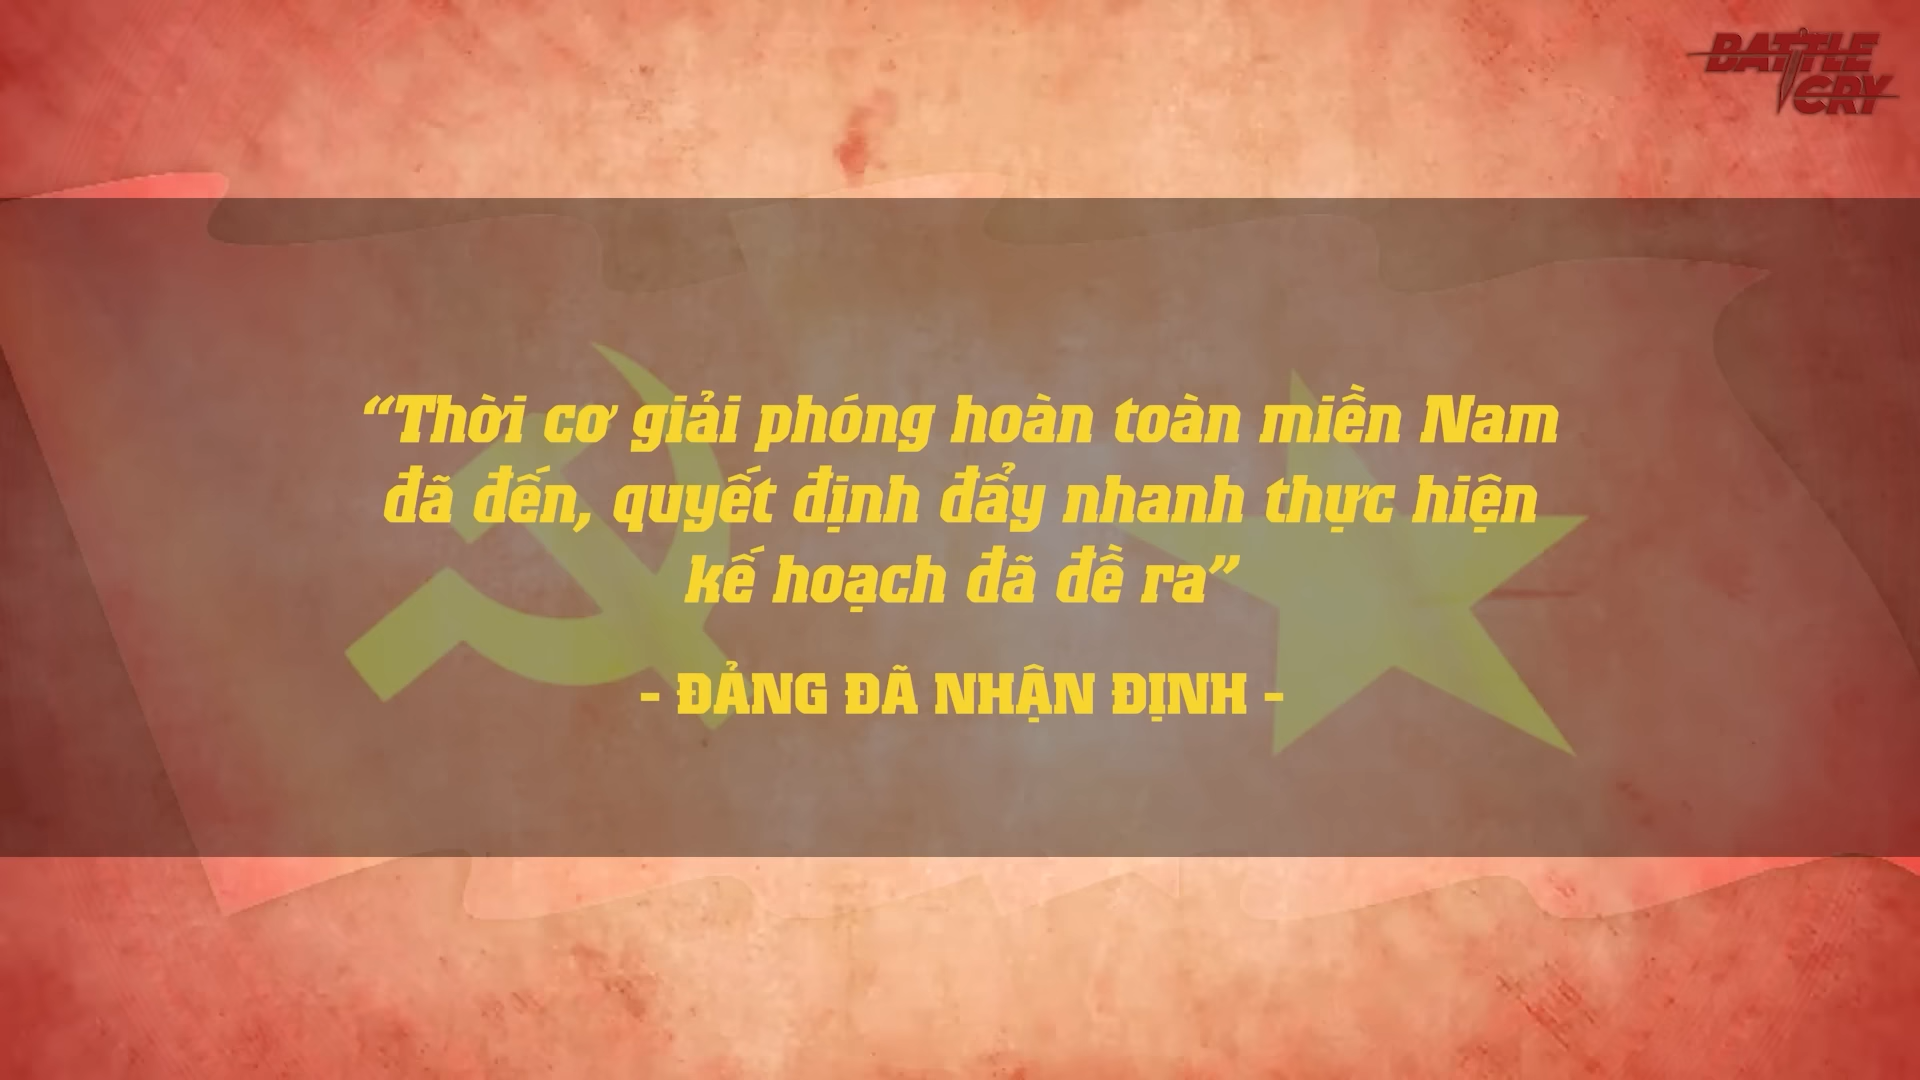 BATTLE
CRY
“Thời cơ giải phóng hoàn toàn miền Nam
đã đến, quyết định đẩy nhanh thực hiện
kế hoạch đã đề ra”
- ĐẢNG ĐÃ NHẬN ĐỊNH -